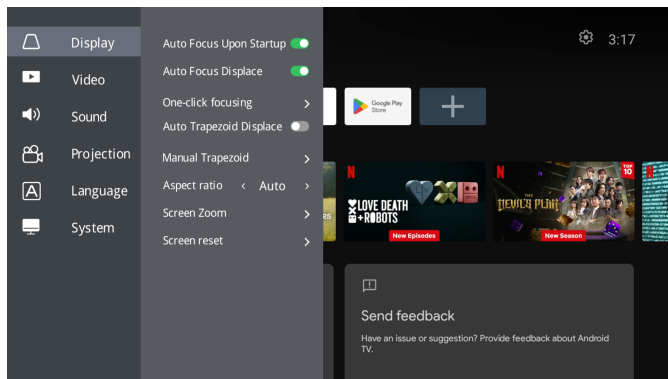 Display
Video
Sound
Projection
Language
System
Auto Focus Upon Startup
Auto Focus Displace
One-click focusing
Auto Trapezoid Displace
Manual Trapezoid
Aspect ratio < Auto >
Screen Zoom
Screen reset
3:17
Google Play
Store
N
LOVE DEATH
+ R❤BOTS
New Episodes
N
TOP
10
THE
DEVIL'S PLAN
New Season
N
Send feedback
Have an issue or suggestion? Provide feedback about Android
TV.